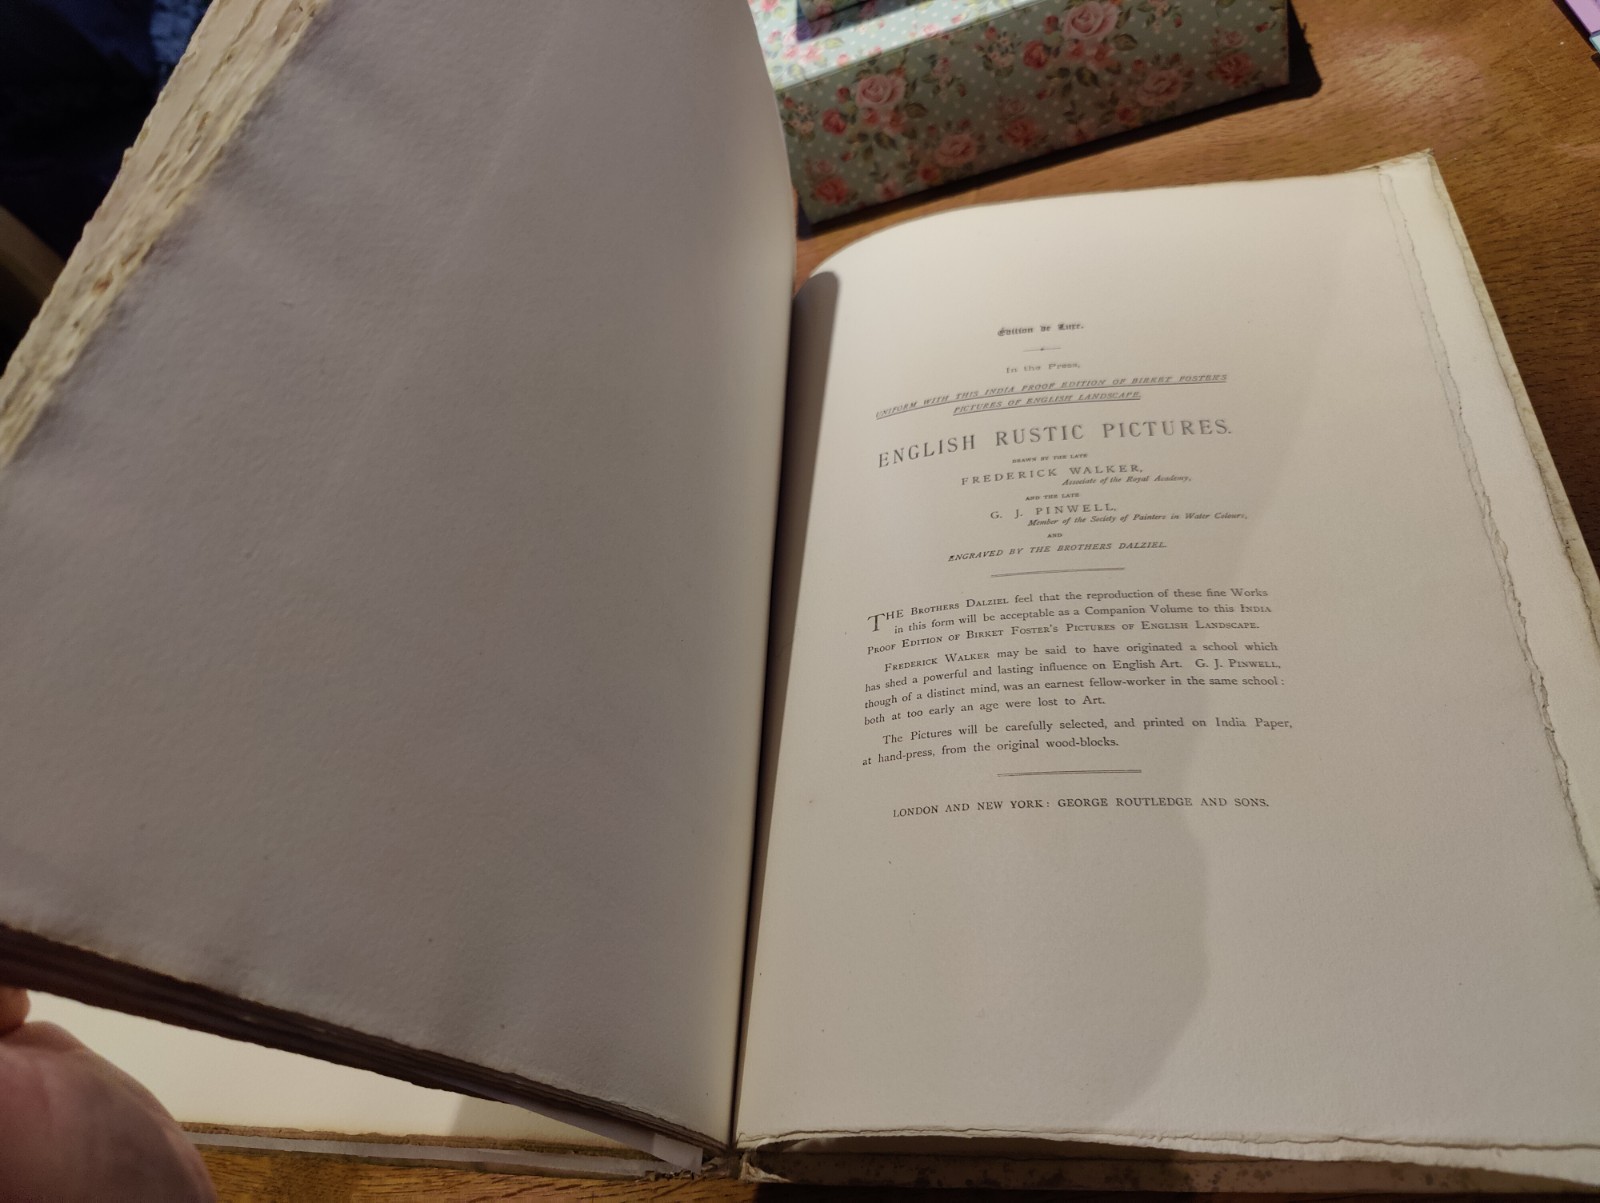 Edition de Luxe.
In the Press,
UNIFORM WITH THIS INDIA PROOF EDITION OF BIRKET FOSTER'S
PICTURES OF ENGLISH LANDSCAPE,
ENGLISH RUSTIC PICTURES.
DRAWN BY THE LATE
FREDERICK WALKER,
Associate of the Royal Academy,
AND THE LATE
G. J. PINWELL,
Member of the Society of Painters in Water Colours,
AND
ENGRAVED BY THE BROTHERS DALZIEL.
THE BROTHERS DALZIEL feel that the reproduction of these fine Works
in this form will be acceptable as a Companion Volume to this INDIA
PROOF EDITION OF BIRKET FOSTER'S PICTURES OF ENGLISH LANDSCAPE.
FREDERICK WALKER may be said to have originated a school which
has shed a powerful and lasting influence on English Art. G. J. PINWELL,
though of a distinct mind, was an earnest fellow-worker in the same school:
both at too early an age were lost to Art.
The Pictures will be carefully selected, and printed on India Paper,
at hand-press, from the original wood-blocks.
LONDON AND NEW YORK: GEORGE ROUTLEDGE AND SONS.